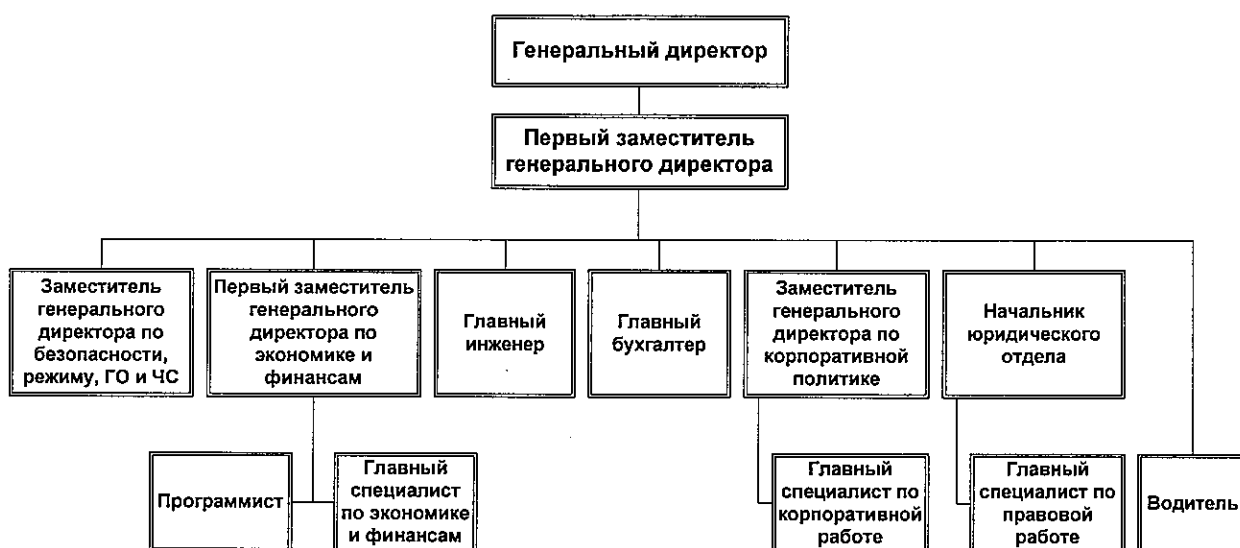 Генеральный директор
Первый заместитель
генерального директора
Заместитель
генерального
директора по
безопасности,
режиму, ГО и ЧС
Первый заместитель
генерального
директора по
экономике и
финансам
Главный
инженер
Главный
бухгалтер
Заместитель
генерального
директора по
корпоративной
политике
Начальник
юридического
отдела
Программист
Главный
специалист
по экономике
и финансам
Главный
специалист по
корпоративной
работе
Главный
специалист по
правовой
работе
Водитель